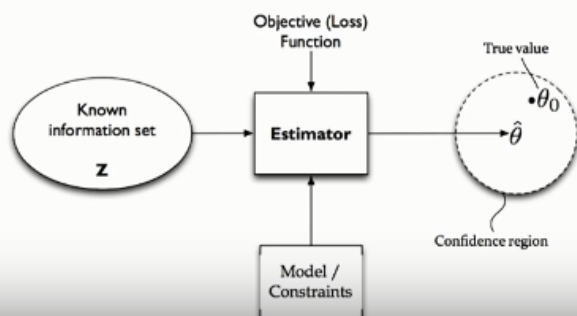 Objective (Loss)
Function
True value
θ₀
Known
information set
z
Estimator
θ̂
Confidence region
Model /
Constraints